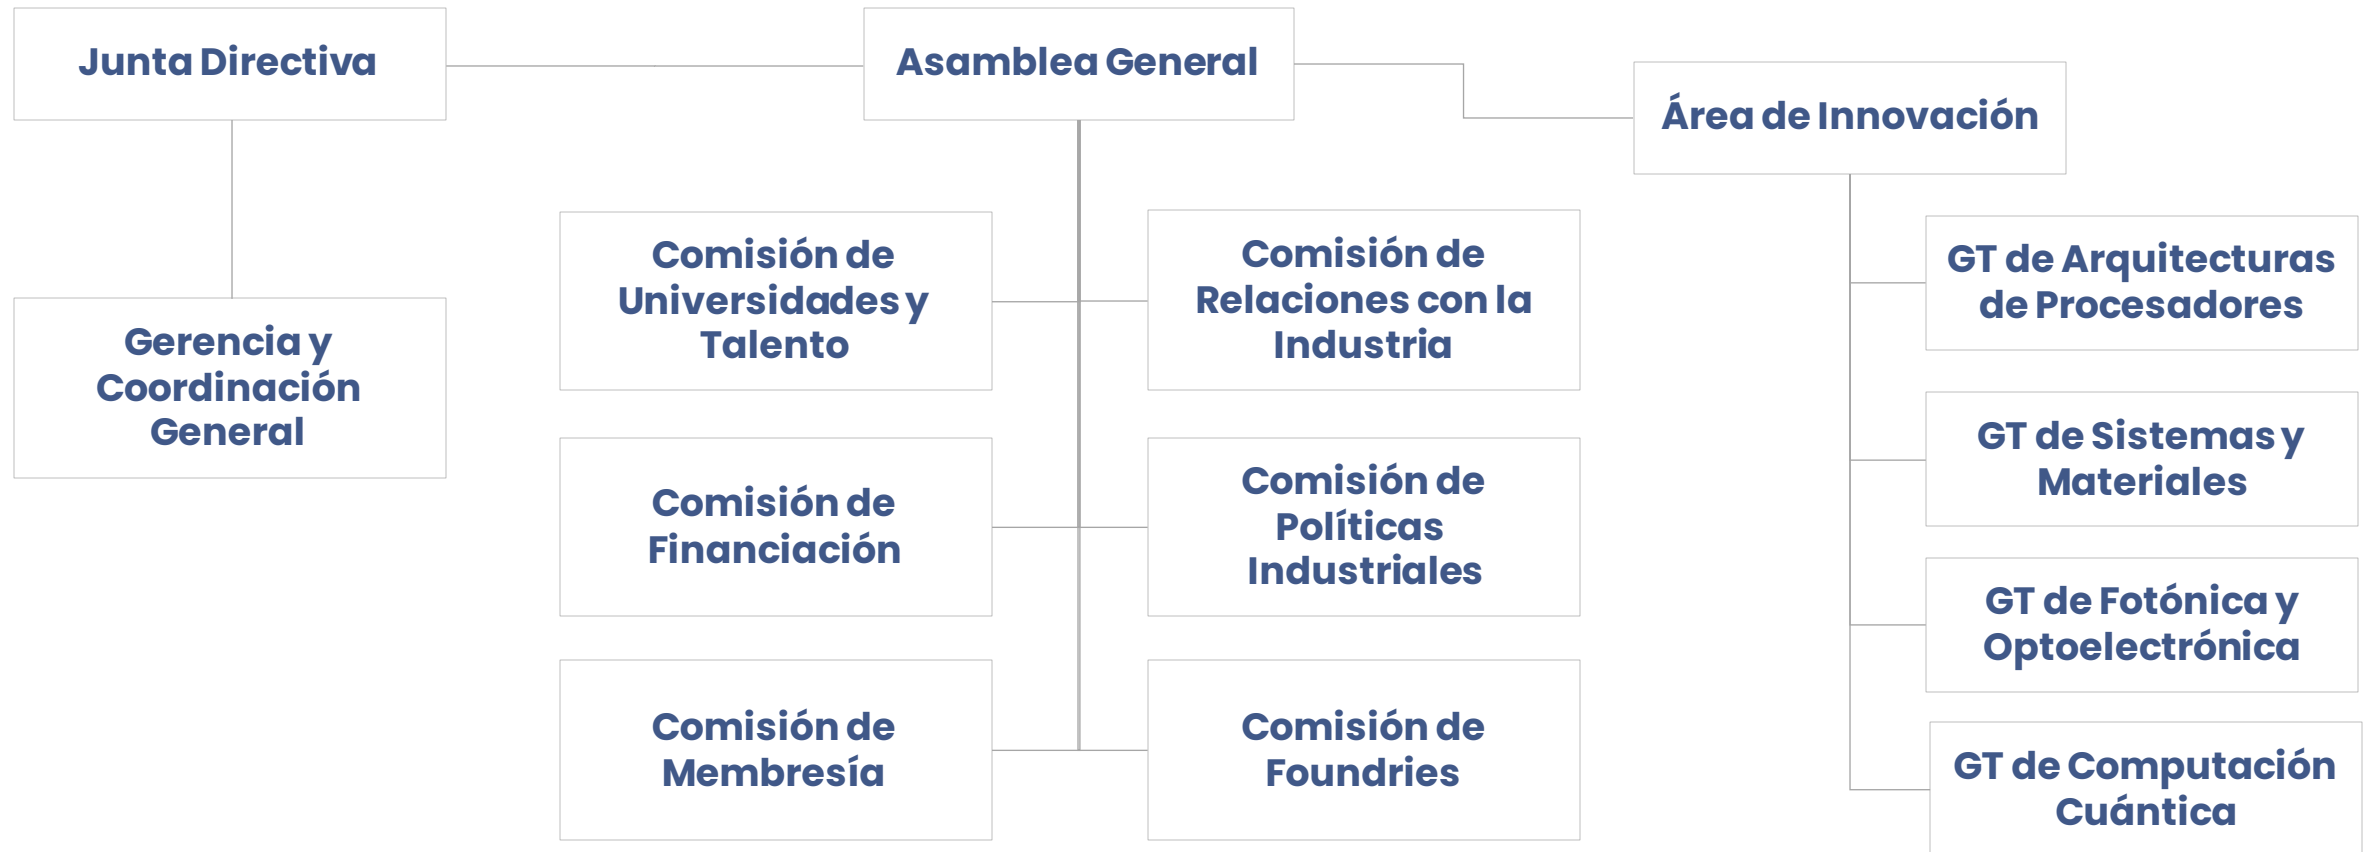 Junta Directiva
Asamblea General
Área de Innovación
Gerencia y
Coordinación
General
Comisión de
Universidades y
Talento
Comisión de
Relaciones con la
Industria
Comisión de
Financiación
Comisión de
Políticas
Industriales
Comisión de
Membresía
Comisión de
Foundries
GT de Arquitecturas
de Procesadores
GT de Sistemas y
Materiales
GT de Fotónica y
Optoelectrónica
GT de Computación
Cuántica